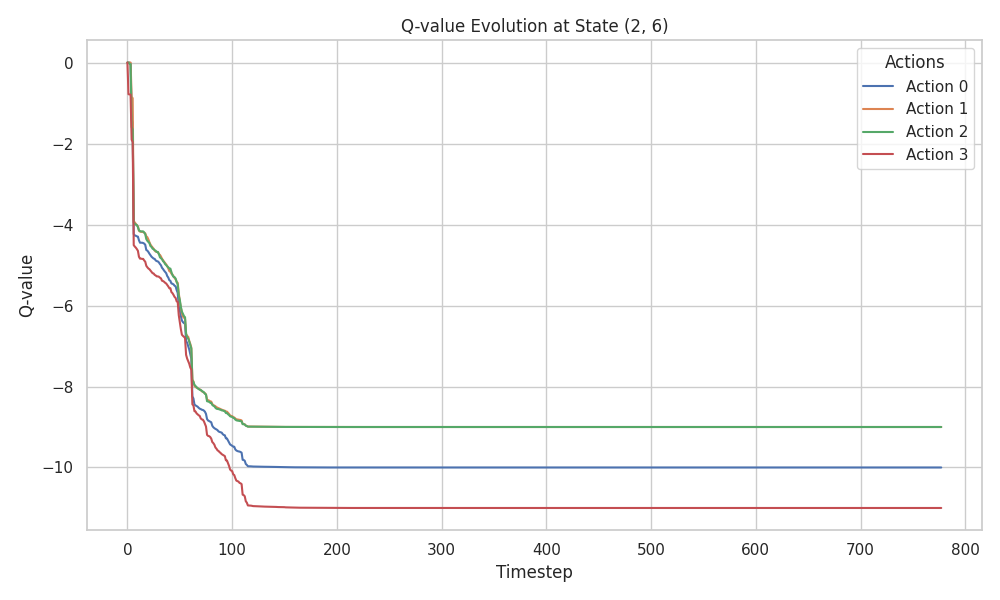 Q-value Evolution at State (2, 6)
Actions
Action 0
Action 1
Action 2
Action 3
Q-value
0
−2
−4
−6
−8
−10
0 100 200 300 400 500 600 700 800
Timestep